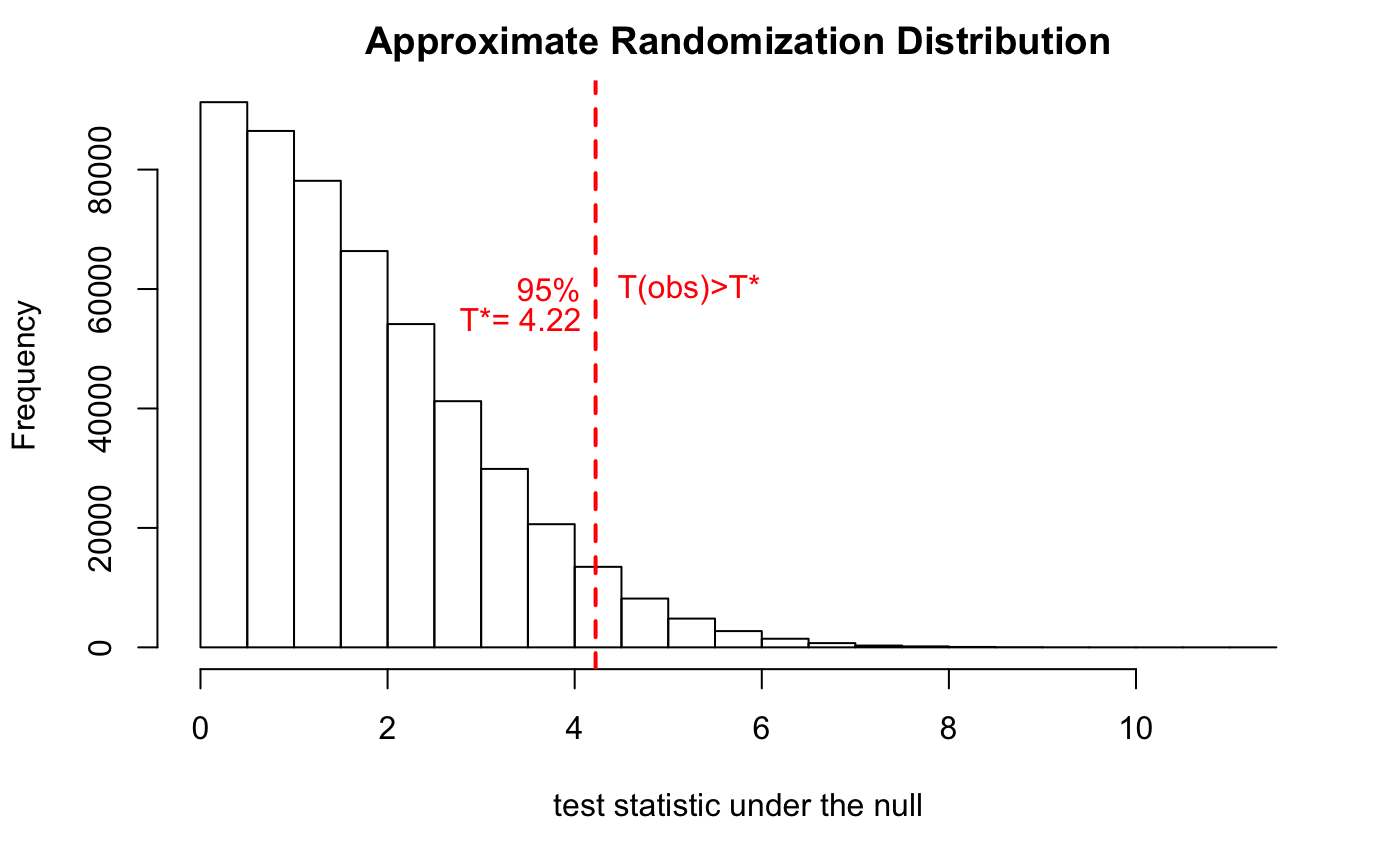 Approximate Randomization Distribution
Frequency
80000
60000
40000
20000
0
95%
T*= 4.22
T(obs)>T*
0 2 4 6 8 10
test statistic under the null